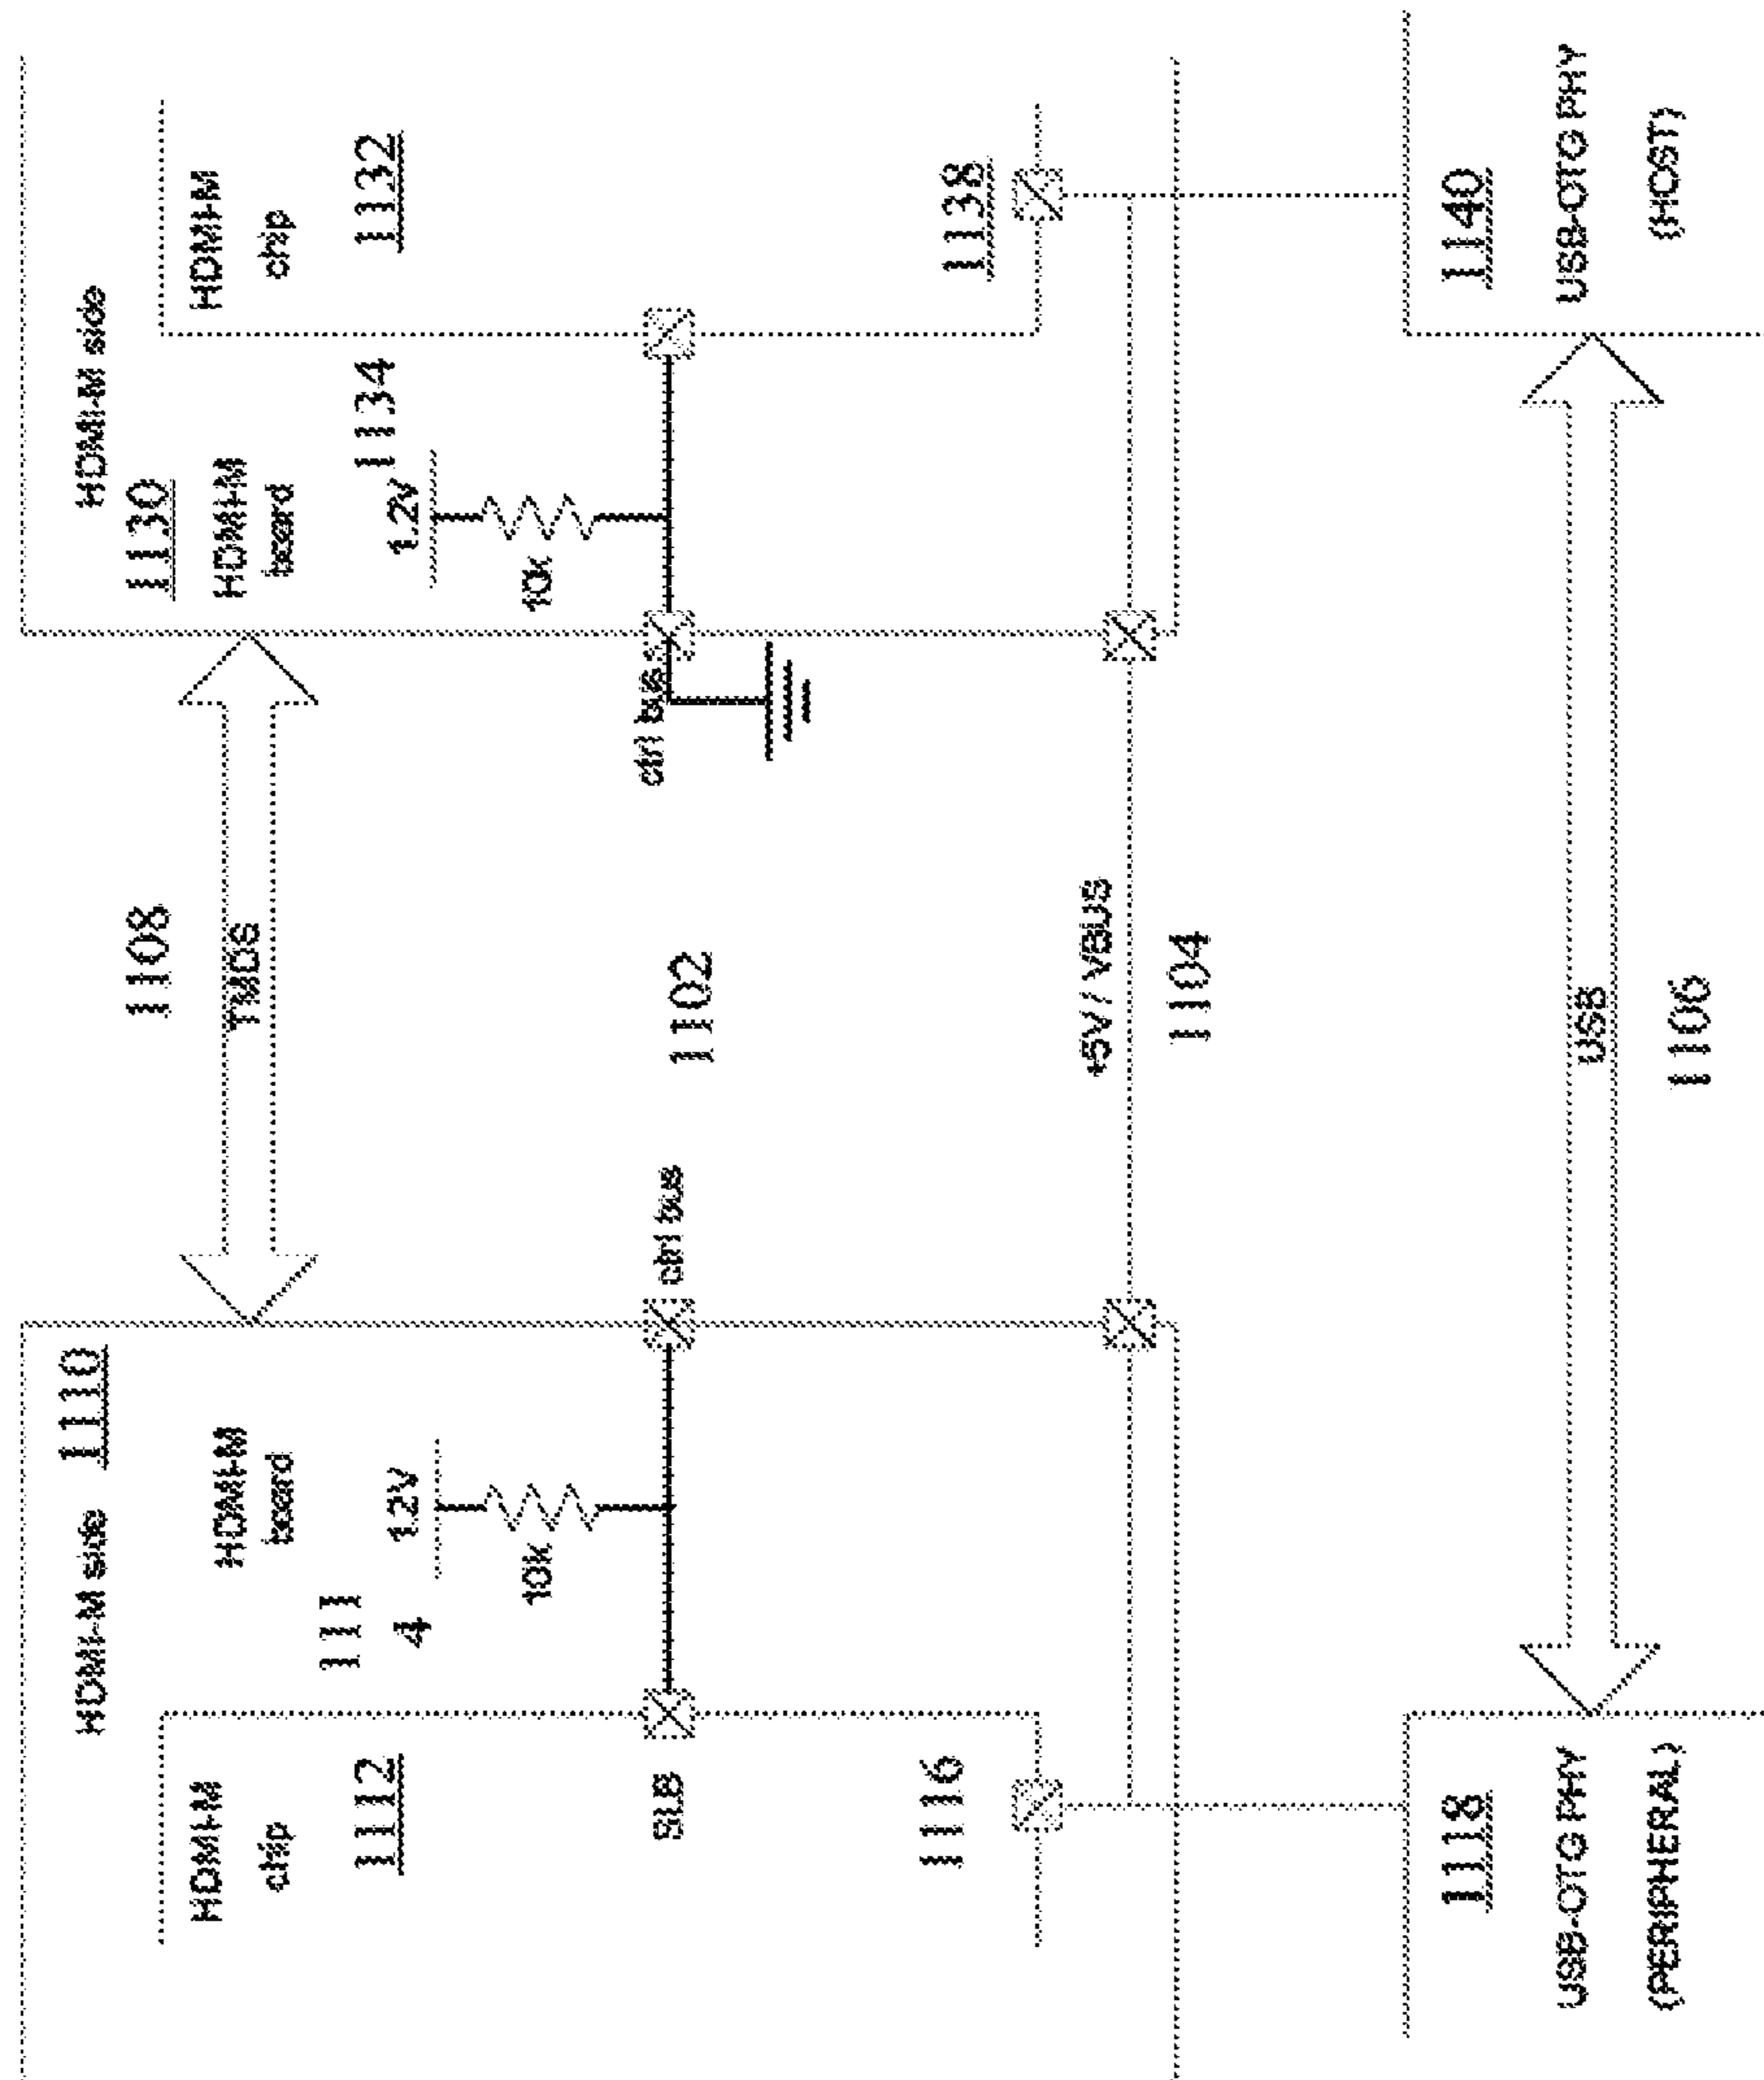 HDMI-M side 1110
HDMI-M
chip
1112
HDMI-M
board
111
4
1.2V
10k
SLB
ctrl bus
1116
1118
USB-OTG PHY
(PERIPHERAL)
1108
TMDS
1102
+5V / VBUS
1104
USB
1106
HDMI-M side
1130
HDMI-M
board
1134
1.2V
10k
ctrl bus
HDMI-M
chip
1132
1138
1140
USB-OTG PHY
(HOST)